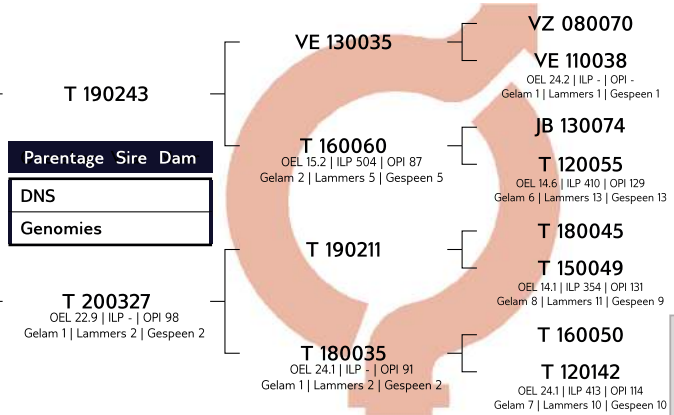 T 190243
Parentage Sire Dam
DNS
Genomies
T 200327
OEL 22.9 | ILP - | OPI 98
Gelam 1 | Lammers 2 | Gespeen 2
VE 130035
T 160060
OEL 15.2 | ILP 504 | OPI 87
Gelam 2 | Lammers 5 | Gespeen 5
T 190211
T 180035
OEL 24.1 | ILP - | OPI 91
Gelam 1 | Lammers 2 | Gespeen 2
VZ 080070
VE 110038
OEL 24.2 | ILP - | OPI -
Gelam 1 | Lammers 1 | Gespeen 1
JB 130074
T 120055
OEL 14.6 | ILP 410 | OPI 129
Gelam 6 | Lammers 13 | Gespeen 13
T 180045
T 150049
OEL 14.1 | ILP 354 | OPI 131
Gelam 8 | Lammers 11 | Gespeen 9
T 160050
T 120142
OEL 24.1 | ILP 413 | OPI 114
Gelam 7 | Lammers 10 | Gespeen 10